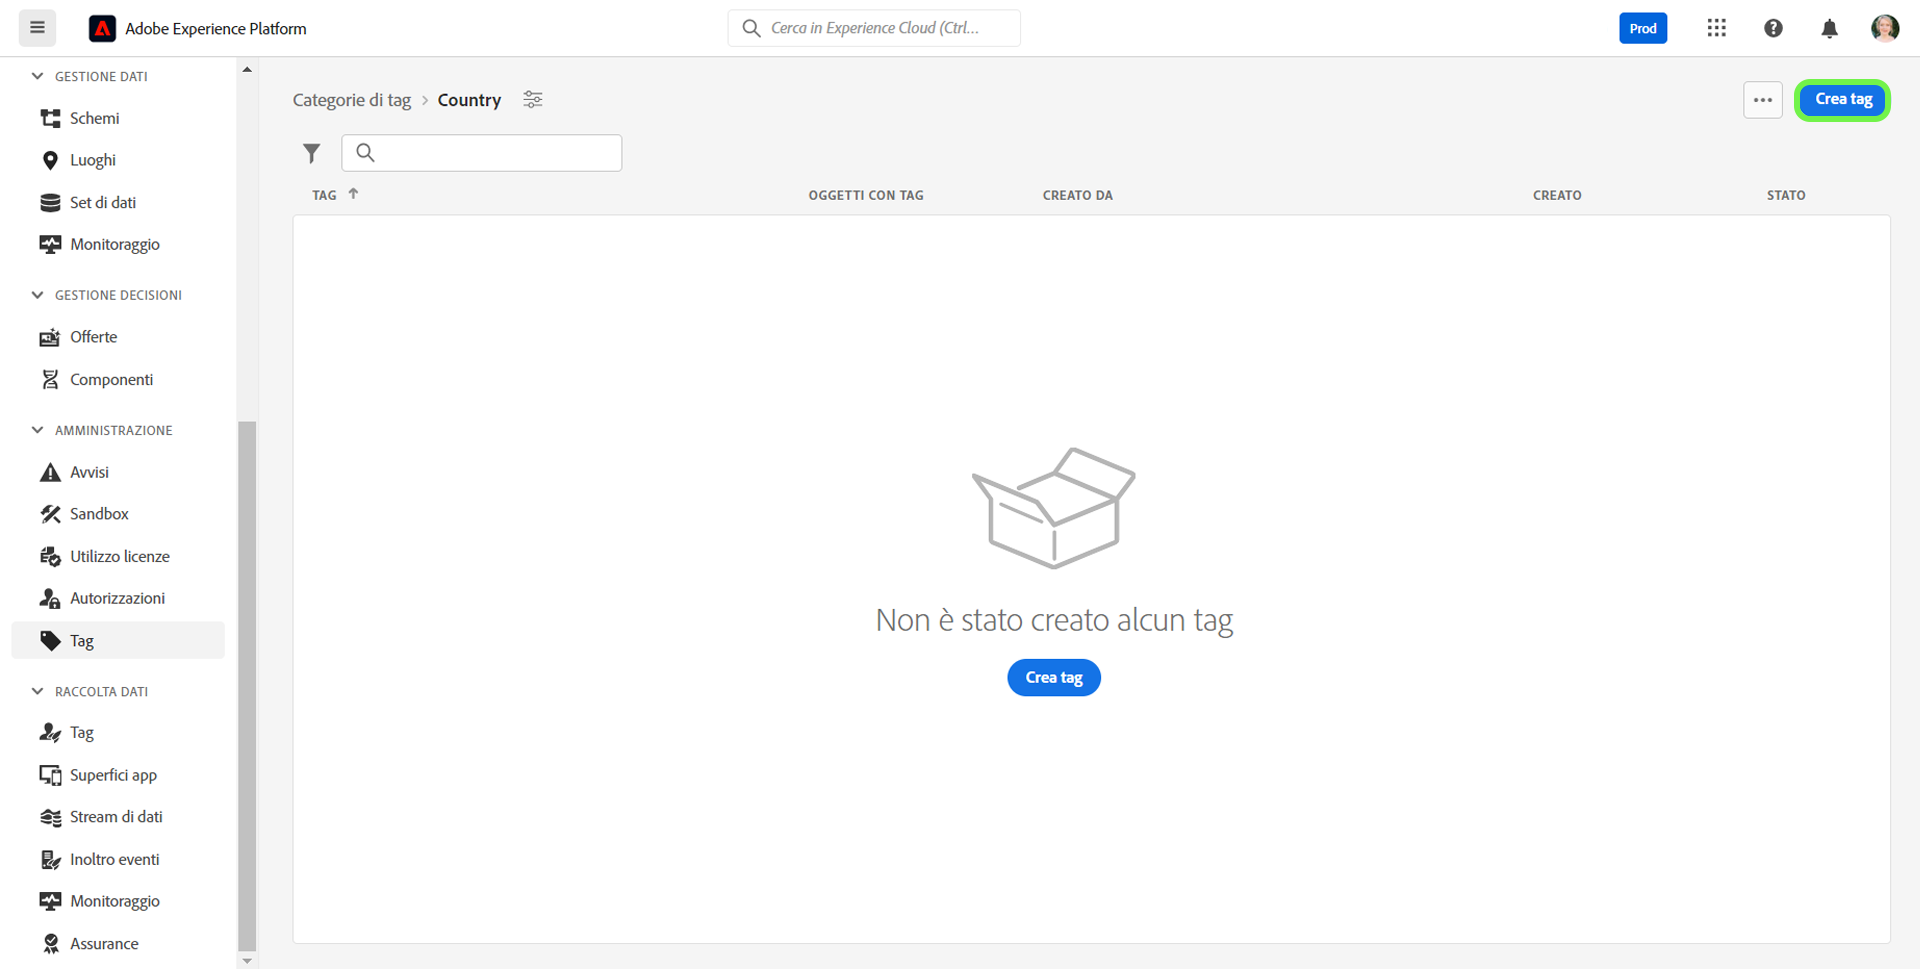 Adobe Experience Platform
Cerca in Experience Cloud (Ctrl...
Prod
GESTIONE DATI
Schemi
Luoghi
Set di dati
Monitoraggio
GESTIONE DECISIONI
Offerte
Componenti
AMMINISTRAZIONE
Avvisi
Sandbox
Utilizzo licenze
Autorizzazioni
Tag
RACCOLTA DATI
Tag
Superfici app
Stream di dati
Inoltro eventi
Monitoraggio
Assurance
Categorie di tag > Country
Crea tag
TAG OGGETTI CON TAG CREATO DA CREATO STATO
Non è stato creato alcun tag
Crea tag